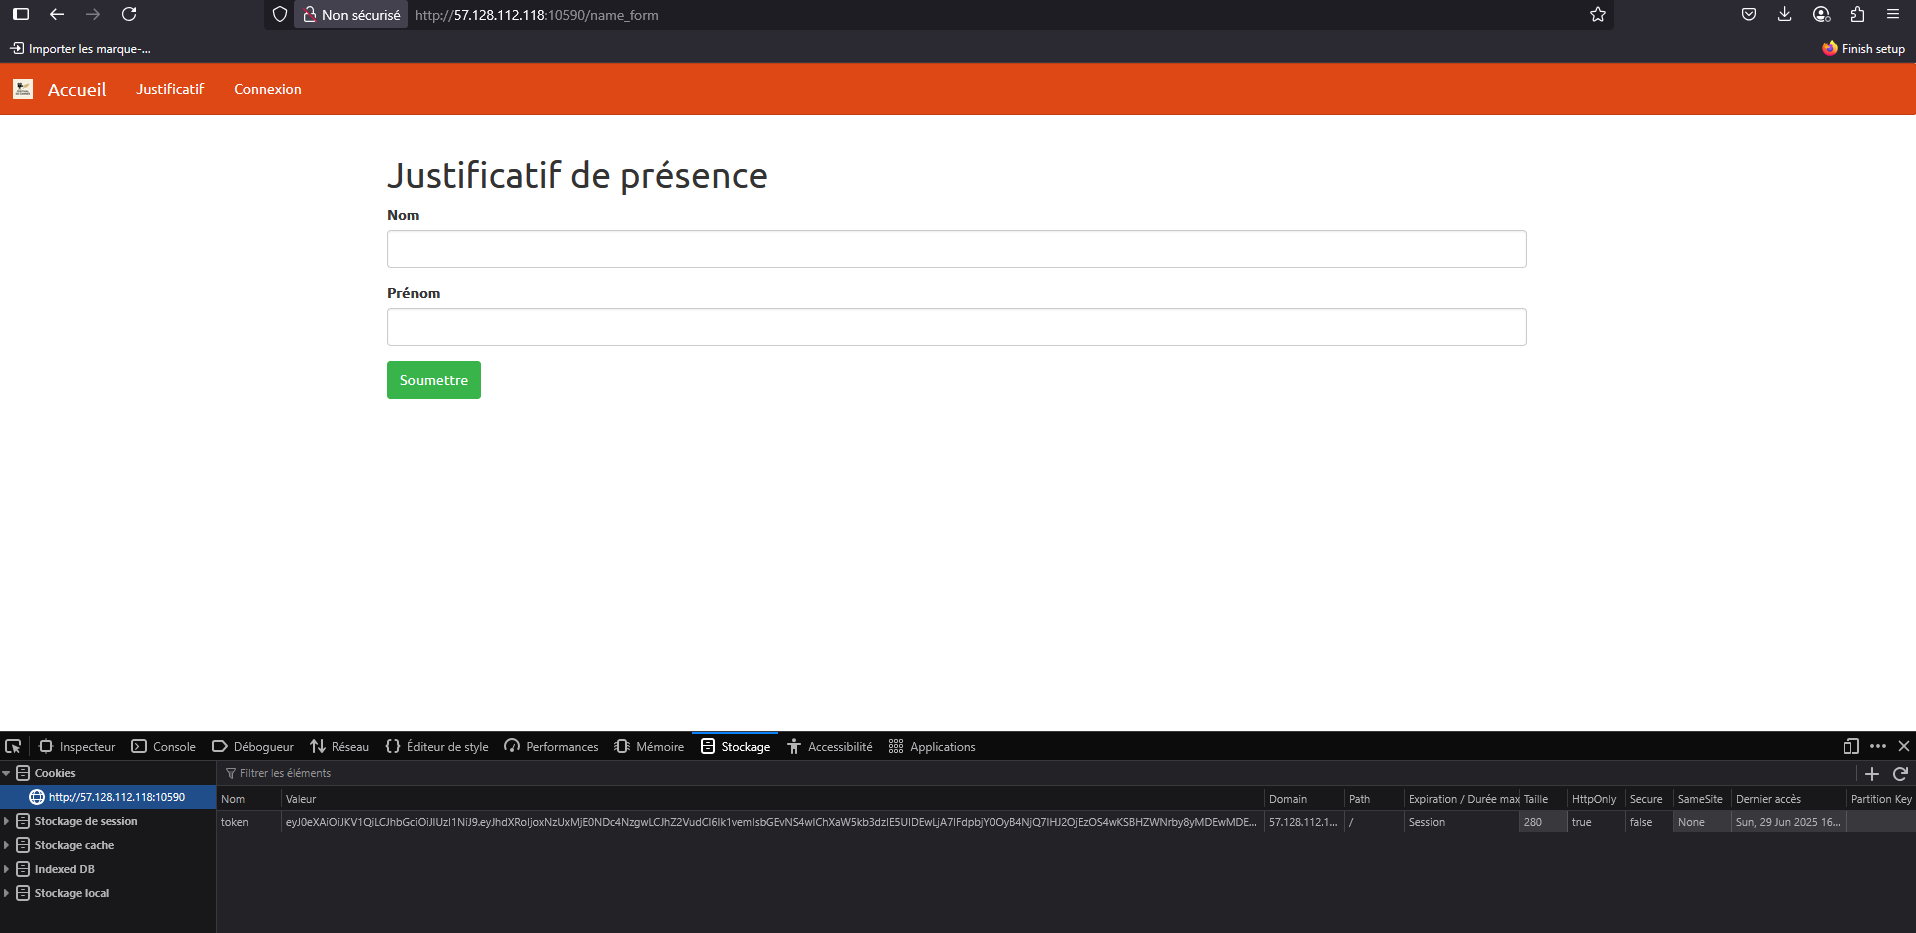 Non sécurisé http://57.128.112.118:10590/name_form
Importer les marque-... Finish setup
Accueil Justificatif Connexion
Justificatif de présence
Nom
Prénom
Soumettre
Inspecteur Console Débogueur Réseau Éditeur de style Performances Mémoire Stockage Accessibilité Applications
Cookies
Filtrer les éléments
http://57.128.112.118:10590
Nom Valeur Domain Path Expiration / Durée max Taille HttpOnly Secure SameSite Dernier accès Partition Key
Stockage de session
token 57.128.112.1... / Session 280 true false None Sun, 29 Jun 2025 16...
Stockage cache
Indexed DB
Stockage local